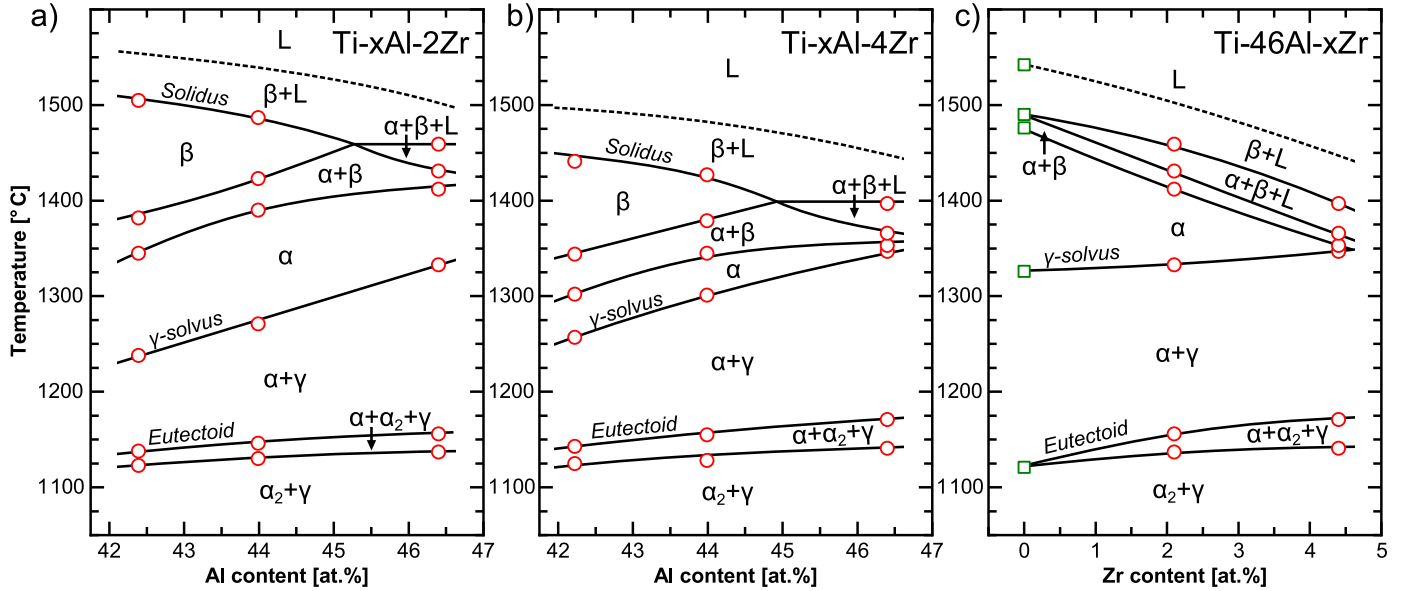 a)
Ti-xAl-2Zr
L
Solidus
β+L
α+β+L
β
α+β
α
γ-solvus
α+γ
Eutectoid
α+α2+γ
α2+γ
1500
1400
1300
1200
1100
Temperature [°C]
42 43 44 45 46 47
Al content [at.%]
b)
Ti-xAl-4Zr
L
Solidus
β+L
α+β+L
β
α+β
α
γ-solvus
α+γ
Eutectoid
α+α2+γ
α2+γ
1500
1400
1300
1200
1100
42 43 44 45 46 47
Al content [at.%]
c)
Ti-46Al-xZr
L
β+L
α+β
α+β+L
α
γ-solvus
α+γ
Eutectoid
α+α2+γ
α2+γ
1500
1400
1300
1200
1100
0 1 2 3 4 5
Zr content [at.%]